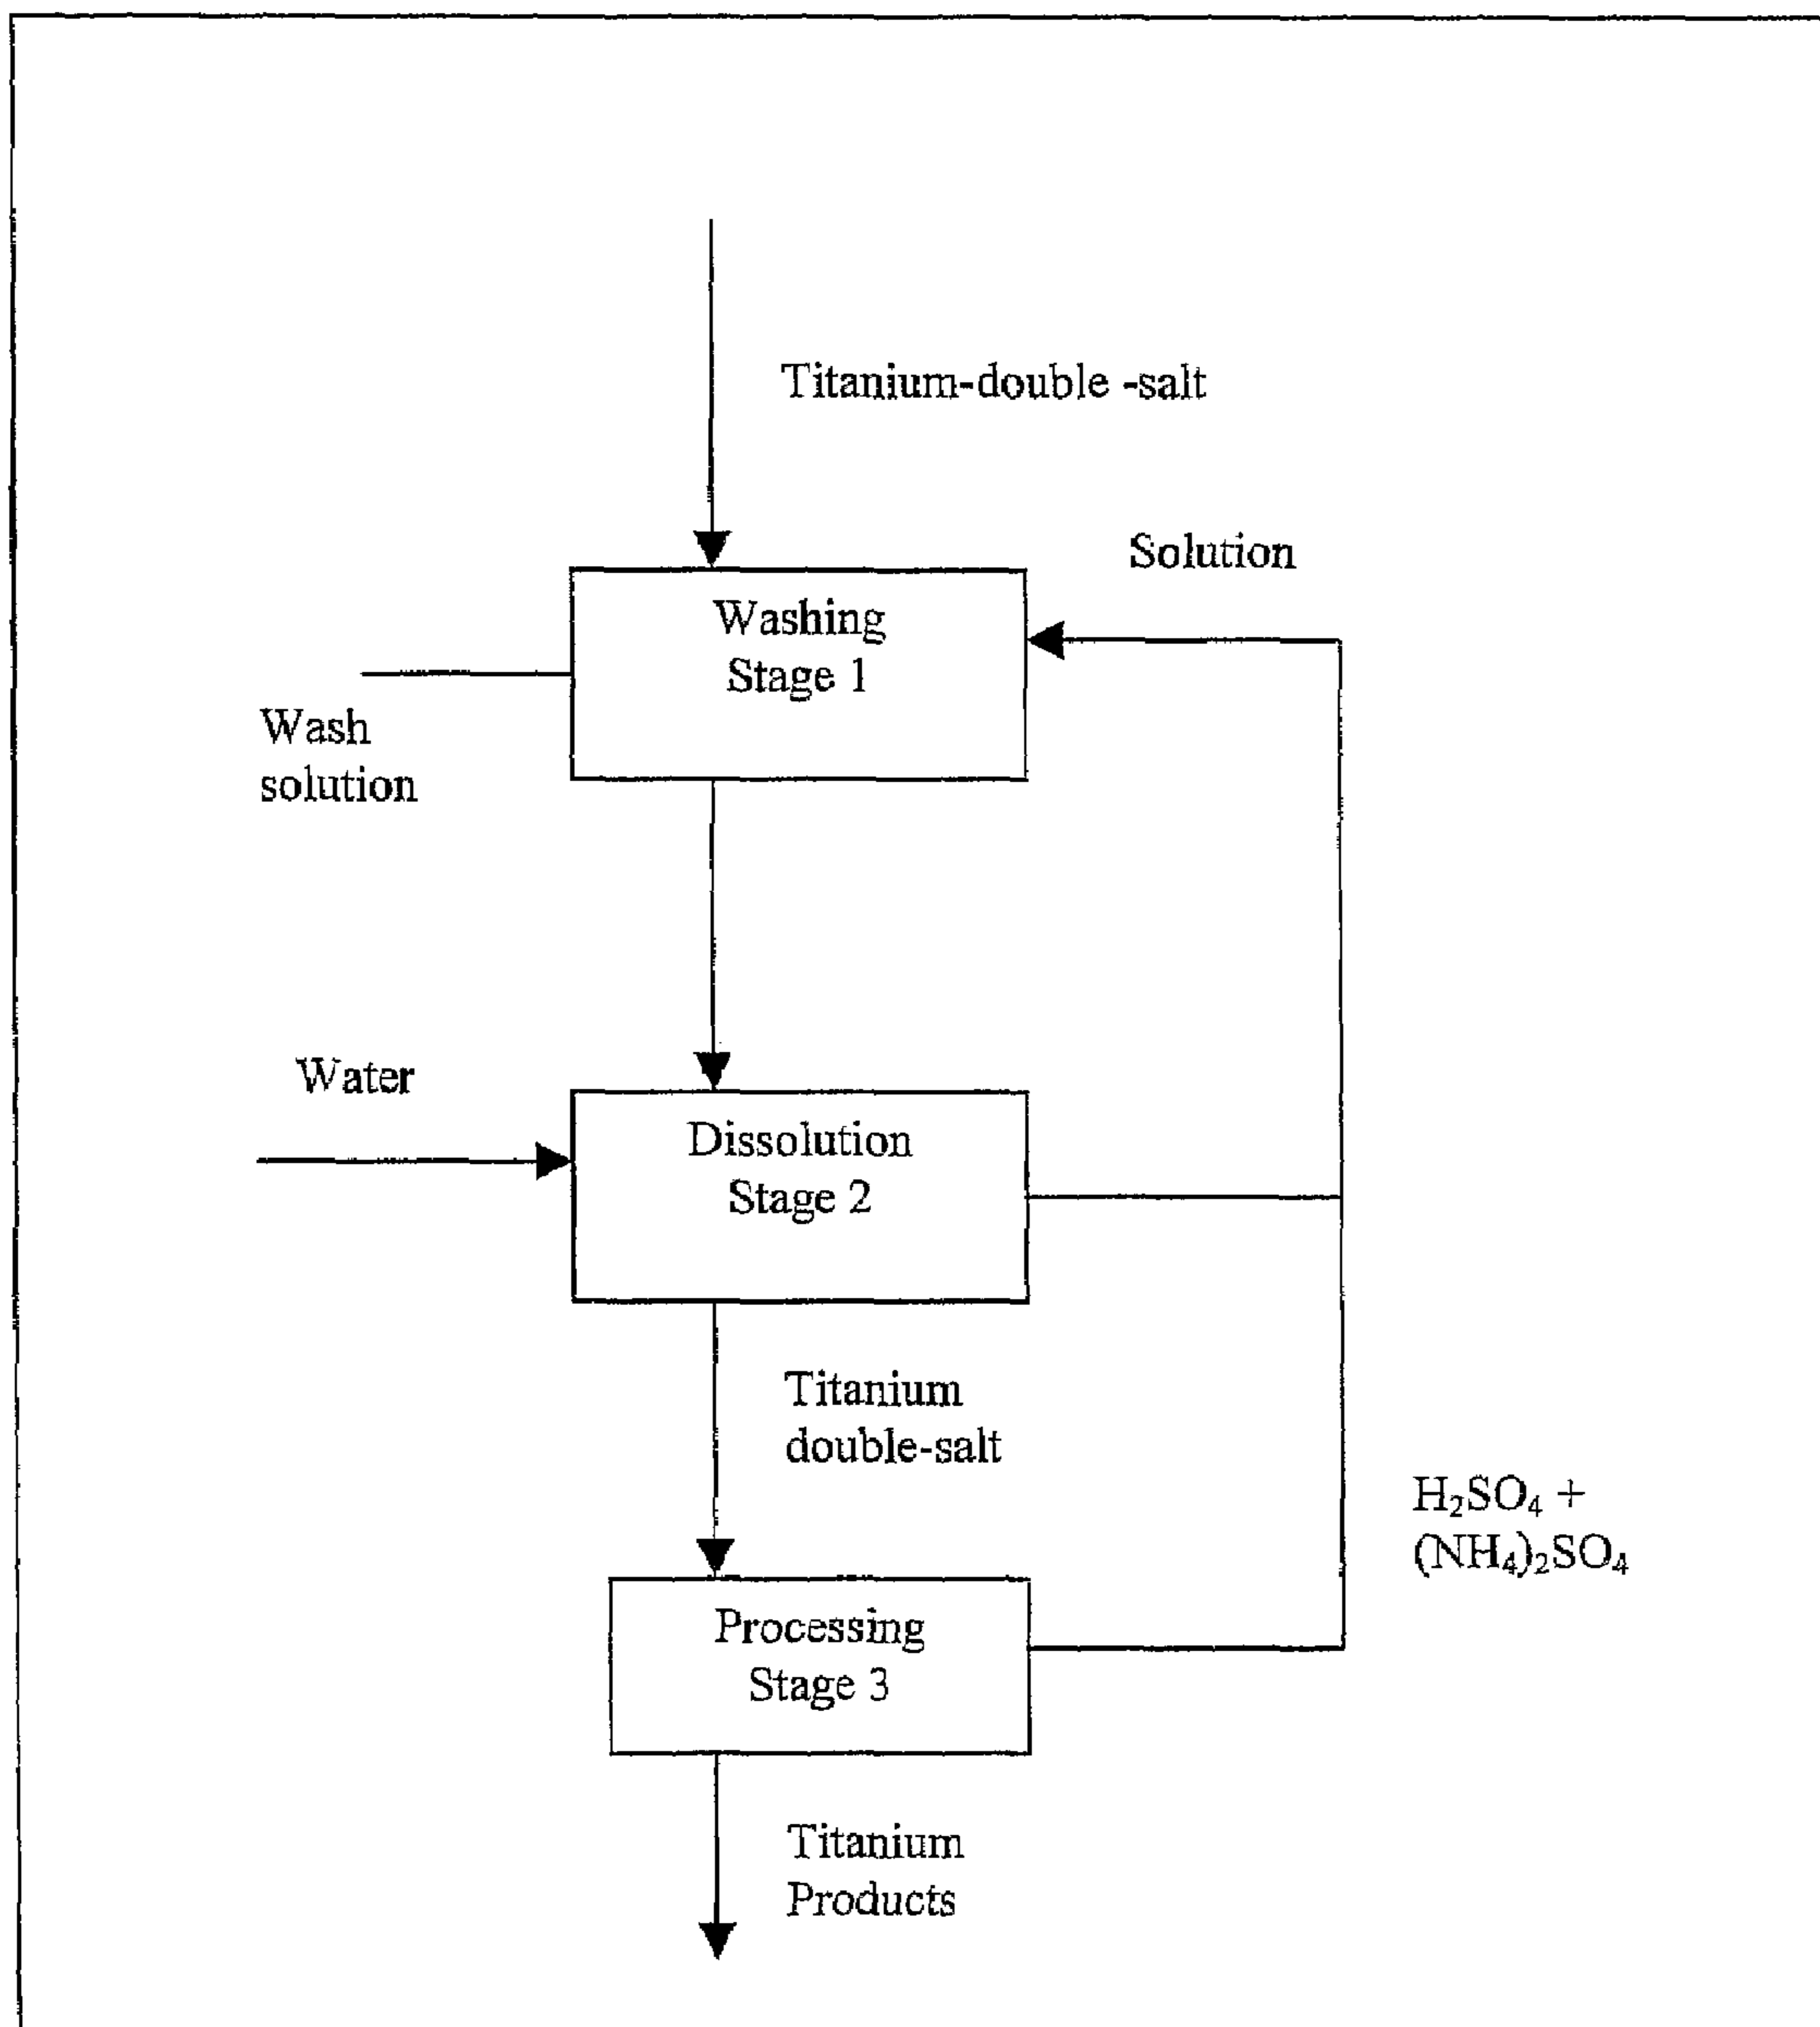 Titanium-double -salt
Solution
Washing
Stage 1
Wash
solution
Water
Dissolution
Stage 2
Titanium
double-salt
H₂SO₄ +
(NH₄)₂SO₄
Processing
Stage 3
Titanium
Products